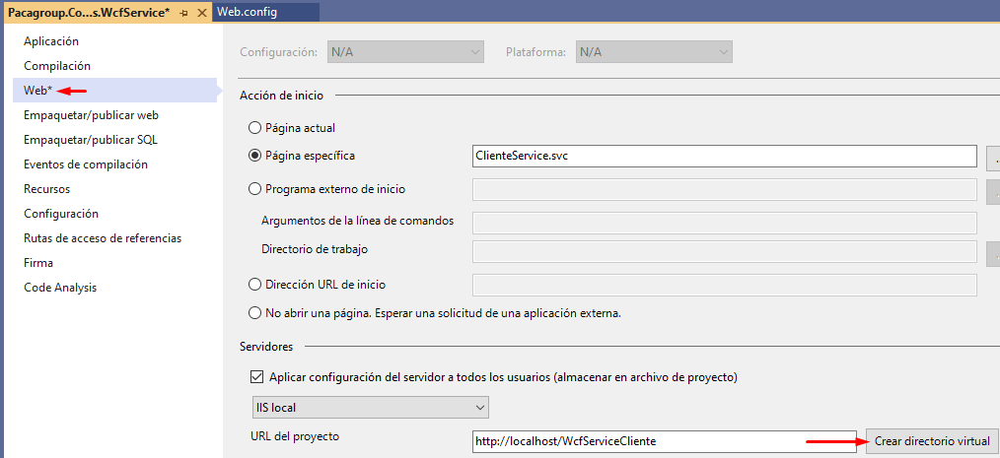 Pacagroup.Co...s.WcfService*
Web.config
Aplicación
Compilación
Web*
Empaquetar/publicar web
Empaquetar/publicar SQL
Eventos de compilación
Recursos
Configuración
Rutas de acceso de referencias
Firma
Code Analysis
Configuración: N/A
Plataforma: N/A
Acción de inicio
Página actual
Página específica ClienteService.svc
Programa externo de inicio
Argumentos de la línea de comandos
Directorio de trabajo
Dirección URL de inicio
No abrir una página. Esperar una solicitud de una aplicación externa.
Servidores
Aplicar configuración del servidor a todos los usuarios (almacenar en archivo de proyecto)
IIS local
URL del proyecto http://localhost/WcfServiceCliente Crear directorio virtual